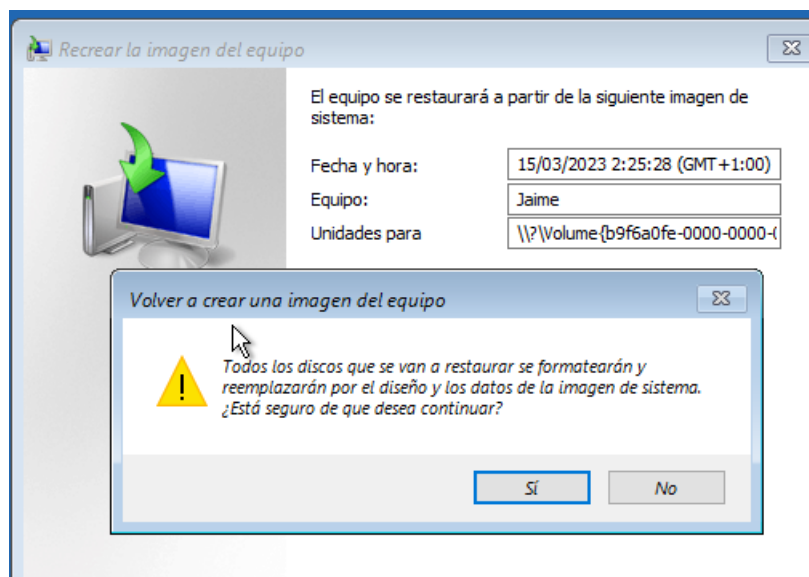 Recrear la imagen del equipo
El equipo se restaurará a partir de la siguiente imagen de
sistema:
Fecha y hora: 15/03/2023 2:25:28 (GMT+1:00)
Equipo: Jaime
Unidades para \\?\Volume{b9f6a0fe-0000-0000-(
Volver a crear una imagen del equipo
Todos los discos que se van a restaurar se formatearán y
reemplazarán por el diseño y los datos de la imagen de sistema.
¿Está seguro de que desea continuar?
Sí No